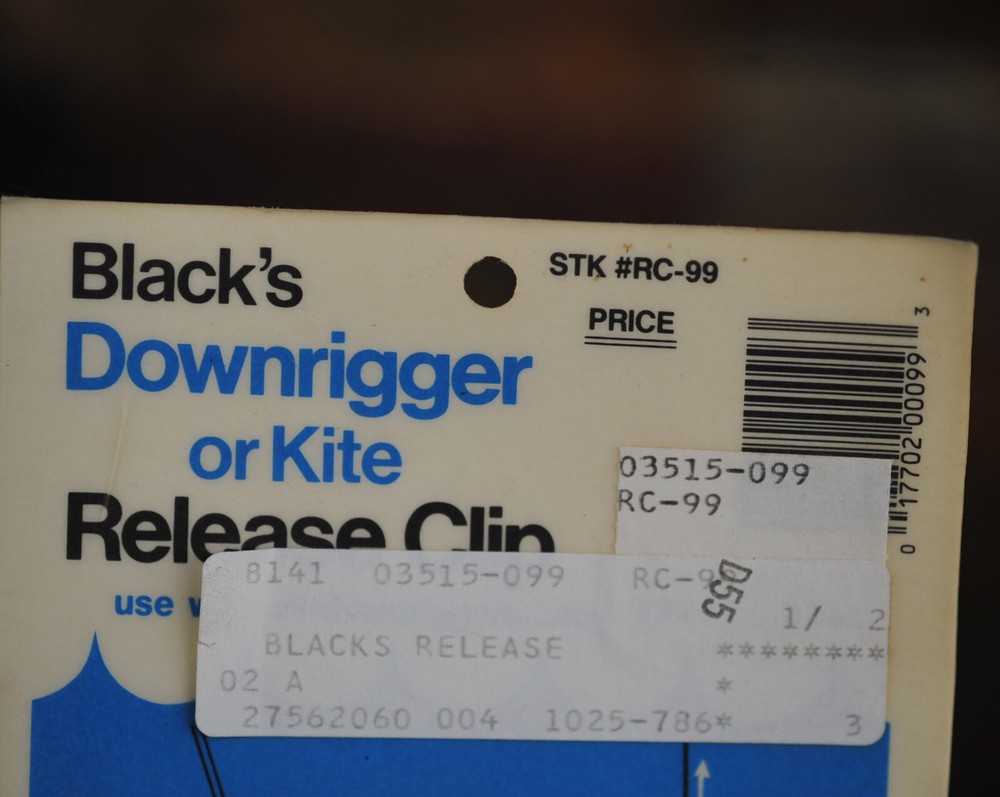 Black's
Downrigger
or Kite
Release Clip
use
STK #RC-99
PRICE
0 17702 00099 3
03515-099
RC-99
8141 03515-099 RC-9
D55
1/ 2
BLACKS RELEASE ********
02 A *
27562060 004 1025-786* 3